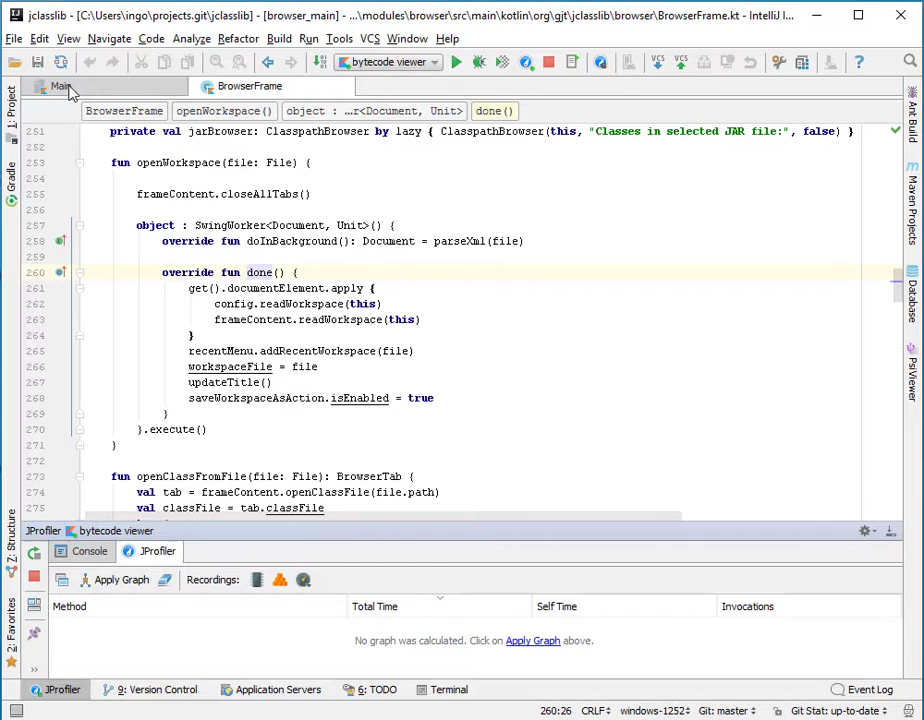 jclasslib - [C:\Users\ingo\projects.git\jclasslib] - [browser_main] - ...\modules\browser\src\main\kotlin\org\gjt\jclasslib\browser\BrowserFrame.kt - IntelliJ I...
File Edit View Navigate Code Analyze Refactor Build Run Tools VCS Window Help
bytecode viewer VCS VCS ?
Main BrowserFrame
BrowserFrame openWorkspace() object : ...r<Document, Unit> done()
251 private val jarBrowser: ClasspathBrowser by lazy { ClasspathBrowser(this, "Classes in selected JAR file:", false) }
252
253 fun openWorkspace(file: File) {
254
255 frameContent.closeAllTabs()
256
257 object : SwingWorker<Document, Unit>() {
258 override fun doInBackground(): Document = parseXml(file)
259
260 override fun done() {
261 get().documentElement.apply {
262 config.readWorkspace(this)
263 frameContent.readWorkspace(this)
264 }
265 recentMenu.addRecentWorkspace(file)
266 workspaceFile = file
267 updateTitle()
268 saveWorkspaceAsAction.isEnabled = true
269 }
270 }.execute()
271 }
272
273 fun openClassFromFile(file: File): BrowserTab {
274 val tab = frameContent.openClassFile(file.path)
275 val classFile = tab.classFile
1: Project
Gradle
Z: Structure
2: Favorites
Ant Build
Maven Projects
Database
PsiViewer
JProfiler bytecode viewer
Console JProfiler
Apply Graph Recordings:
Method Total Time Self Time Invocations
No graph was calculated. Click on Apply Graph above.
JProfiler 9: Version Control Application Servers 6: TODO Terminal Event Log
260:26 CRLF÷ windows-1252÷ Git: master÷ Git Stat: up-to-date÷